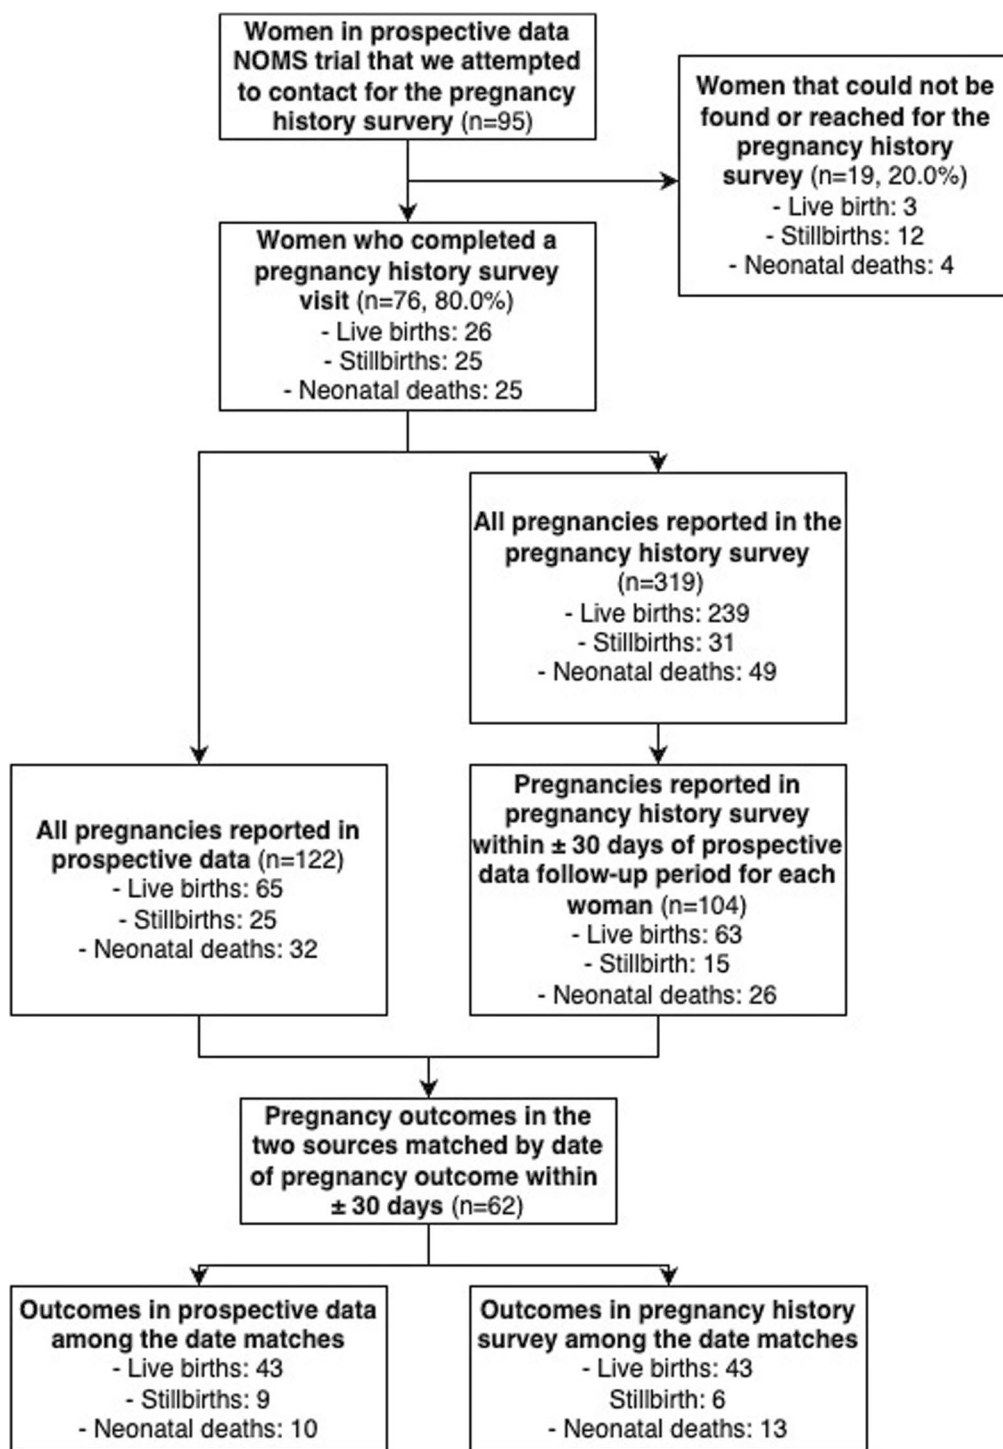 Women in prospective data
NOMS trial that we attempted
to contact for the pregnancy
history survery (n=95)
Women that could not be
found or reached for the
pregnancy history
survey (n=19, 20.0%)
- Live birth: 3
- Stillbirths: 12
- Neonatal deaths: 4
Women who completed a
pregnancy history survey
visit (n=76, 80.0%)
- Live births: 26
- Stillbirths: 25
- Neonatal deaths: 25
All pregnancies reported in the
pregnancy history survey
(n=319)
- Live births: 239
- Stillbirths: 31
- Neonatal deaths: 49
All pregnancies reported in
prospective data (n=122)
- Live births: 65
- Stillbirths: 25
- Neonatal deaths: 32
Pregnancies reported in
pregnancy history survey
within ± 30 days of prospective
data follow-up period for each
woman (n=104)
- Live births: 63
- Stillbirth: 15
- Neonatal deaths: 26
Pregnancy outcomes in the
two sources matched by date
of pregnancy outcome within
± 30 days (n=62)
Outcomes in prospective data
among the date matches
- Live births: 43
- Stillbirths: 9
- Neonatal deaths: 10
Outcomes in pregnancy history
survey among the date matches
- Live births: 43
Stillbirth: 6
- Neonatal deaths: 13